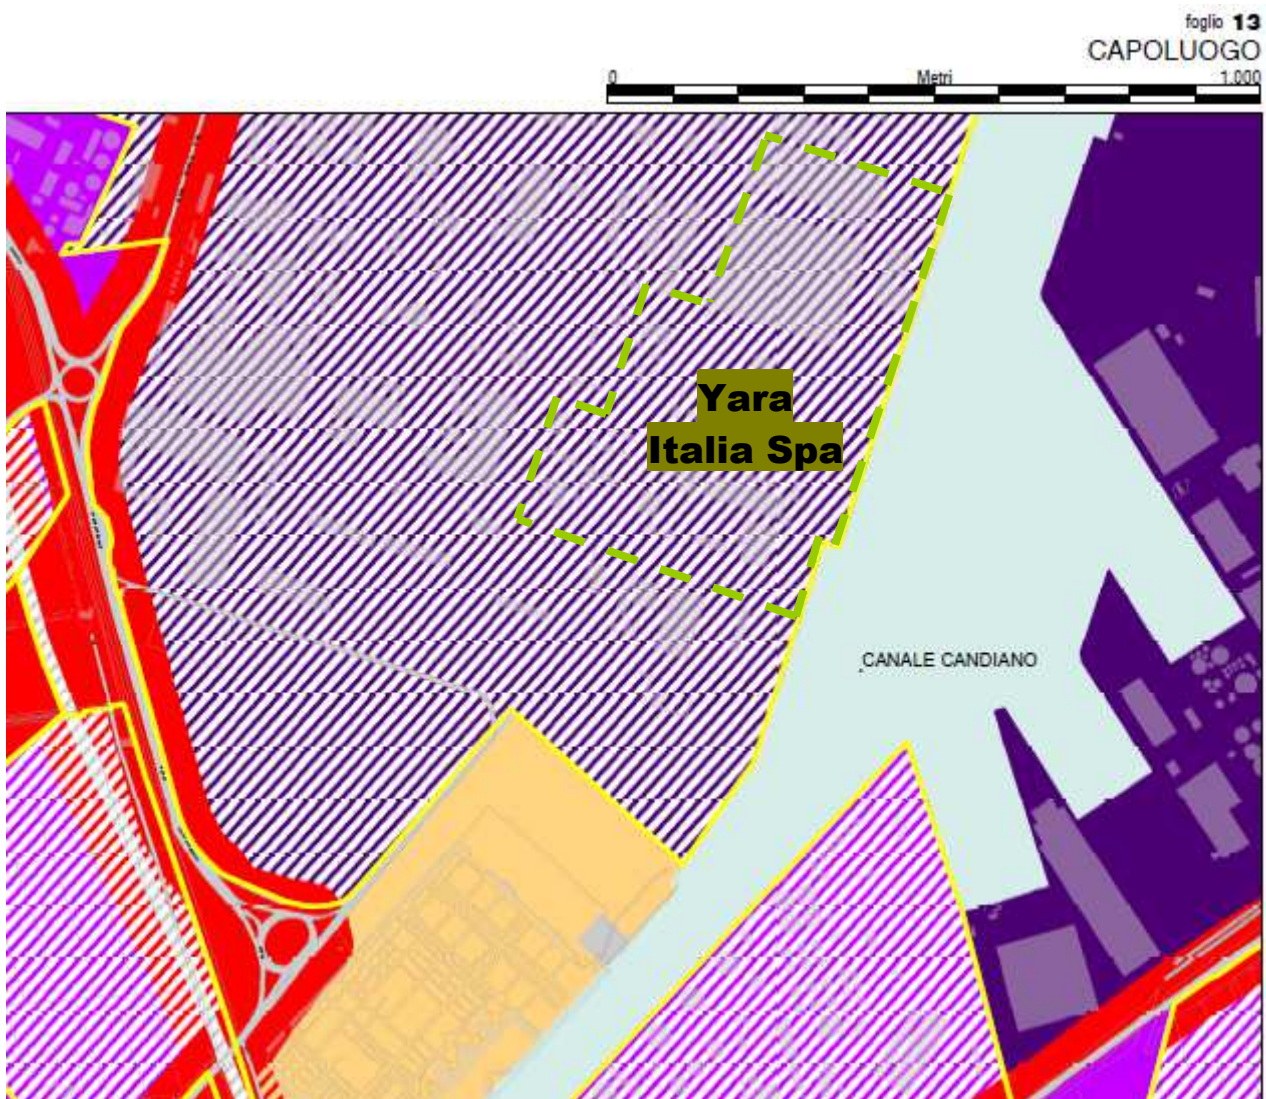 foglio 13
CAPOLUOGO
0 Metri 1.000
Yara
Italia Spa
CANALE CANDIANO